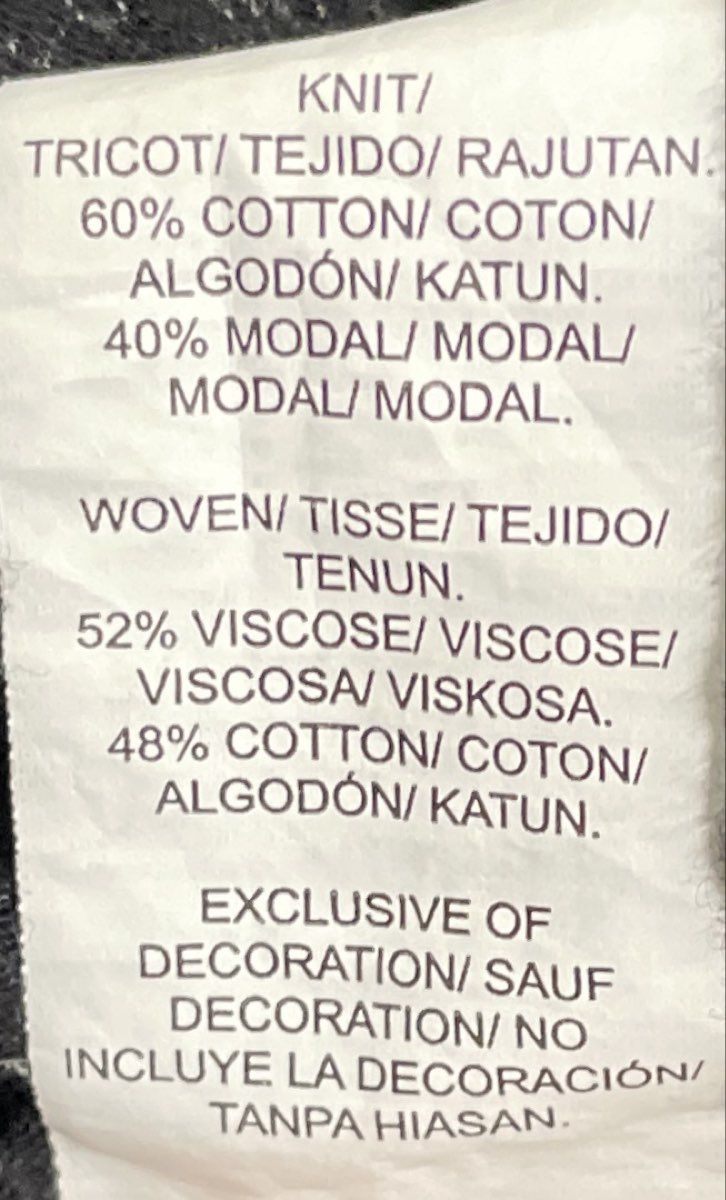 KNIT/
TRICOT/ TEJIDO/ RAJUTAN.
60% COTTON/ COTON/
ALGODÓN/ KATUN.
40% MODAL/ MODAL/
MODAL/ MODAL.
WOVEN/ TISSE/ TEJIDO/
TENUN.
52% VISCOSE/ VISCOSE/
VISCOSA/ VISKOSA.
48% COTTON/ COTON/
ALGODÓN/ KATUN.
EXCLUSIVE OF
DECORATION/ SAUF
DECORATION/ NO
INCLUYE LA DECORACIÓN/
TANPA HIASAN.